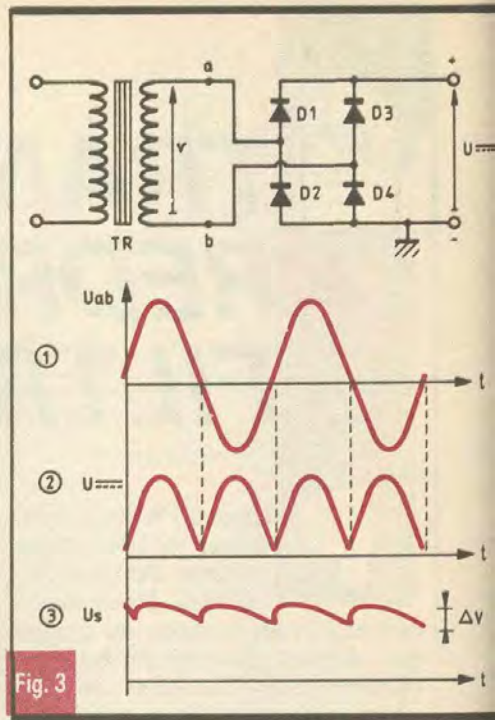 +
a
D1
D3
v
U
D2
D4
b
TR
-
Uab
①
t
②
U
t
③
Us
ΔV
t
Fig. 3